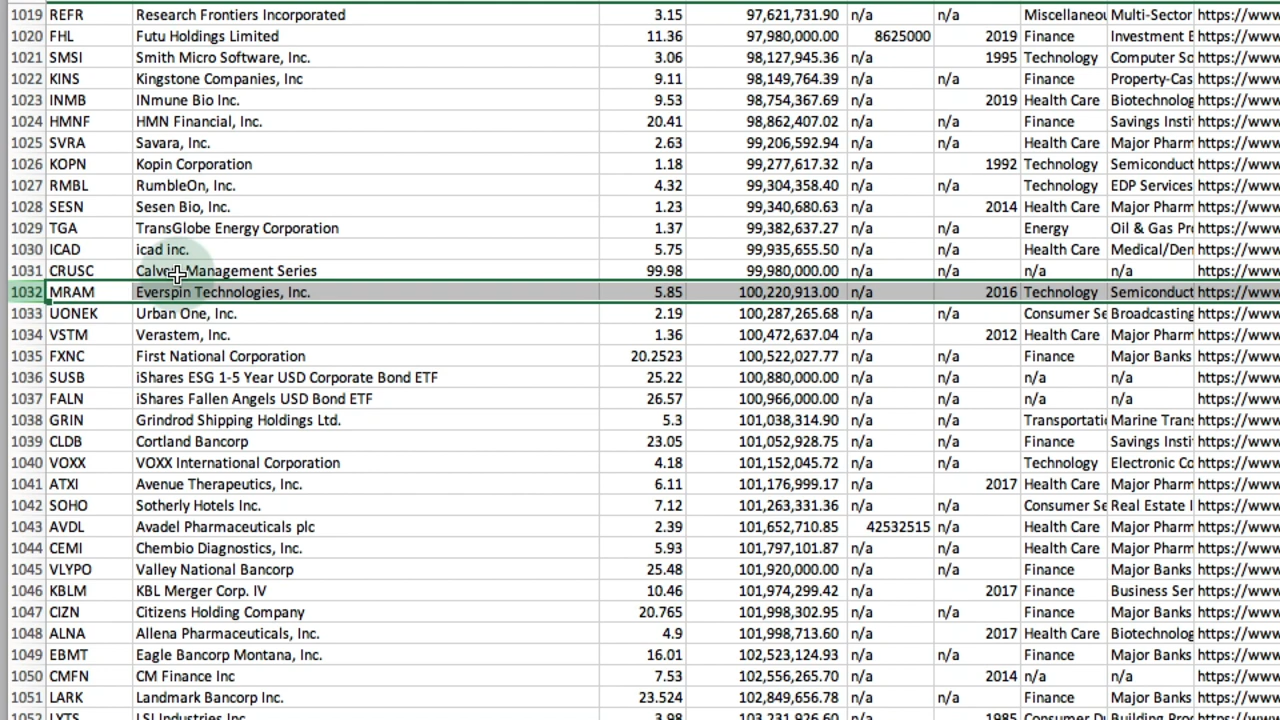 1019 REFR Research Frontiers Incorporated 3.15 97,621,731.90 n/a n/a Miscellaneou Multi-Sector https://www
1020 FHL Futu Holdings Limited 11.36 97,980,000.00 8625000 2019 Finance Investment E https://www
1021 SMSI Smith Micro Software, Inc. 3.06 98,127,945.36 n/a 1995 Technology Computer So https://www
1022 KINS Kingstone Companies, Inc 9.11 98,149,764.39 n/a n/a Finance Property-Cas https://www
1023 INMB INmune Bio Inc. 9.53 98,754,367.69 n/a 2019 Health Care Biotechnolog https://www
1024 HMNF HMN Financial, Inc. 20.41 98,862,407.02 n/a n/a Finance Savings Insti https://www
1025 SVRA Savara, Inc. 2.63 99,206,592.94 n/a n/a Health Care Major Pharm https://www
1026 KOPN Kopin Corporation 1.18 99,277,617.32 n/a 1992 Technology Semiconduct https://www
1027 RMBL RumbleOn, Inc. 4.32 99,304,358.40 n/a n/a Technology EDP Services https://www
1028 SESN Sesen Bio, Inc. 1.23 99,340,680.63 n/a 2014 Health Care Major Pharm https://www
1029 TGA TransGlobe Energy Corporation 1.37 99,382,637.27 n/a n/a Energy Oil & Gas Pr https://www
1030 ICAD icad inc. 5.75 99,935,655.50 n/a n/a Health Care Medical/Den https://www
1031 CRUSC Calvert Management Series 99.98 99,980,000.00 n/a n/a n/a n/a https://www
1032 MRAM Everspin Technologies, Inc. 5.85 100,220,913.00 n/a 2016 Technology Semiconduct https://www
1033 UONEK Urban One, Inc. 2.19 100,287,265.68 n/a n/a Consumer Se Broadcasting https://www
1034 VSTM Verastem, Inc. 1.36 100,472,637.04 n/a 2012 Health Care Major Pharm https://www
1035 FXNC First National Corporation 20.2523 100,522,027.77 n/a n/a Finance Major Banks https://www
1036 SUSB iShares ESG 1-5 Year USD Corporate Bond ETF 25.22 100,880,000.00 n/a n/a n/a n/a https://www
1037 FALN iShares Fallen Angels USD Bond ETF 26.57 100,966,000.00 n/a n/a n/a n/a https://www
1038 GRIN Grindrod Shipping Holdings Ltd. 5.3 101,038,314.90 n/a n/a Transportatio Marine Trans https://www
1039 CLDB Cortland Bancorp 23.05 101,052,928.75 n/a n/a Finance Savings Insti https://www
1040 VOXX VOXX International Corporation 4.18 101,152,045.72 n/a n/a Technology Electronic Co https://www
1041 ATXI Avenue Therapeutics, Inc. 6.11 101,176,999.17 n/a 2017 Health Care Major Pharm https://www
1042 SOHO Sotherly Hotels Inc. 7.12 101,263,331.36 n/a n/a Consumer Se Real Estate I https://www
1043 AVDL Avadel Pharmaceuticals plc 2.39 101,652,710.85 42532515 n/a Health Care Major Pharm https://www
1044 CEMI Chembio Diagnostics, Inc. 5.93 101,797,101.87 n/a n/a Health Care Major Pharm https://www
1045 VLYPO Valley National Bancorp 25.48 101,920,000.00 n/a n/a Finance Major Banks https://www
1046 KBLM KBL Merger Corp. IV 10.46 101,974,299.42 n/a 2017 Finance Business Ser https://www
1047 CIZN Citizens Holding Company 20.765 101,998,302.95 n/a n/a Finance Major Banks https://www
1048 ALNA Allena Pharmaceuticals, Inc. 4.9 101,998,713.60 n/a 2017 Health Care Biotechnolog https://www
1049 EBMT Eagle Bancorp Montana, Inc. 16.01 102,523,124.93 n/a n/a Finance Major Banks https://www
1050 CMFN CM Finance Inc 7.53 102,556,265.70 n/a 2014 n/a n/a https://www
1051 LARK Landmark Bancorp Inc. 23.524 102,849,656.78 n/a n/a Finance Major Banks https://www
1052 LYTS LSI Industries Inc. 3.98 103,231,926.60 n/a 1985 Consumer Du Building Pro https://www